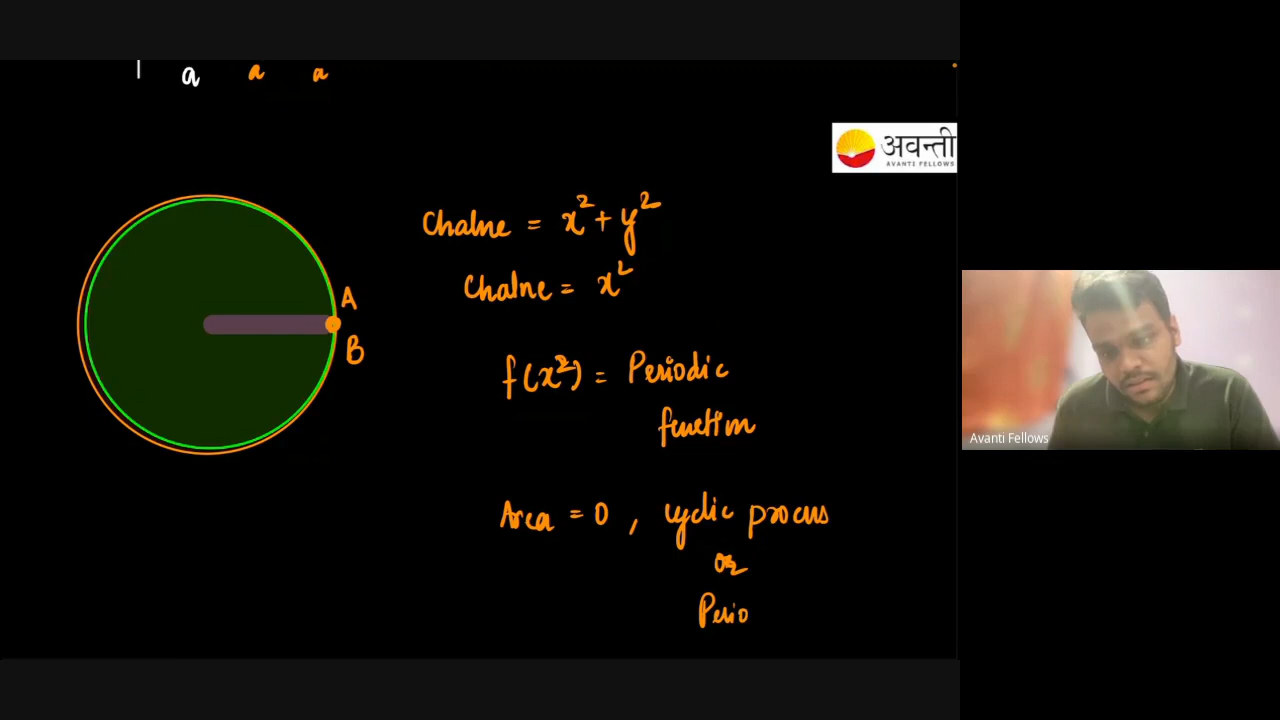 a a a
अवन्ती
AVANTI FELLOWS
Chalne = x² + y²
Chalne = x²
A
B
f(x²) = Periodic
function
Area = 0 , cyclic process
or
Perio
Avanti Fellows